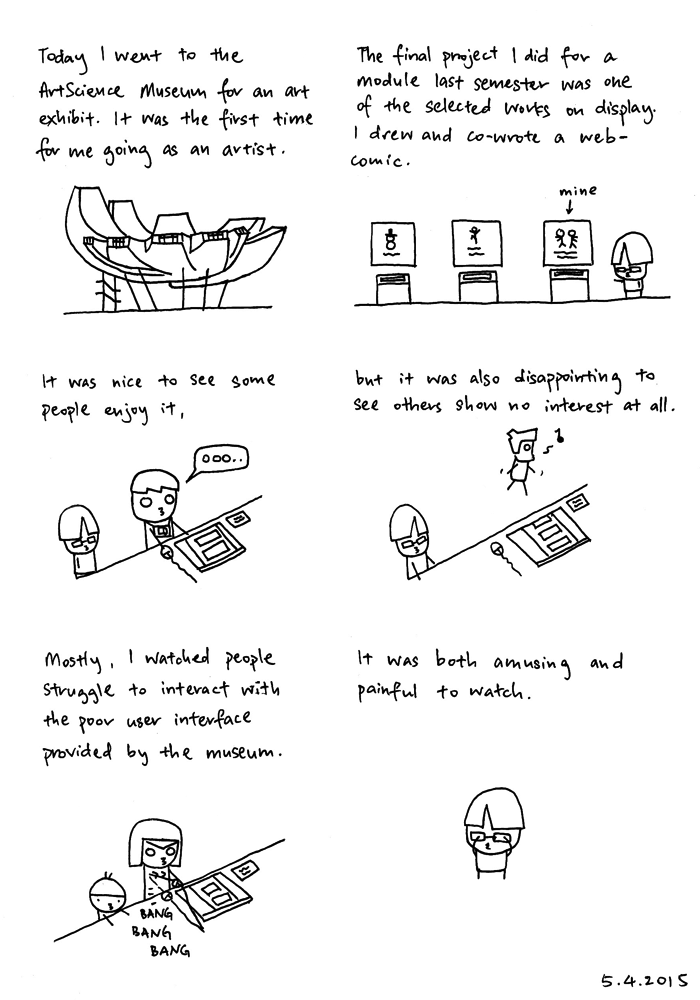 Today I went to the
ArtScience Museum for an art
exhibit. It was the first time
for me going as an artist.
The final project I did for a
module last semester was one
of the selected works on display.
I drew and co-wrote a web-
comic.
mine
It was nice to see some
people enjoy it,
ooo..
but it was also disappointing to
see others show no interest at all.
Mostly, I watched people
struggle to interact with
the poor user interface
provided by the museum.
BANG
BANG
BANG
It was both amusing and
painful to watch.
5.4.2015